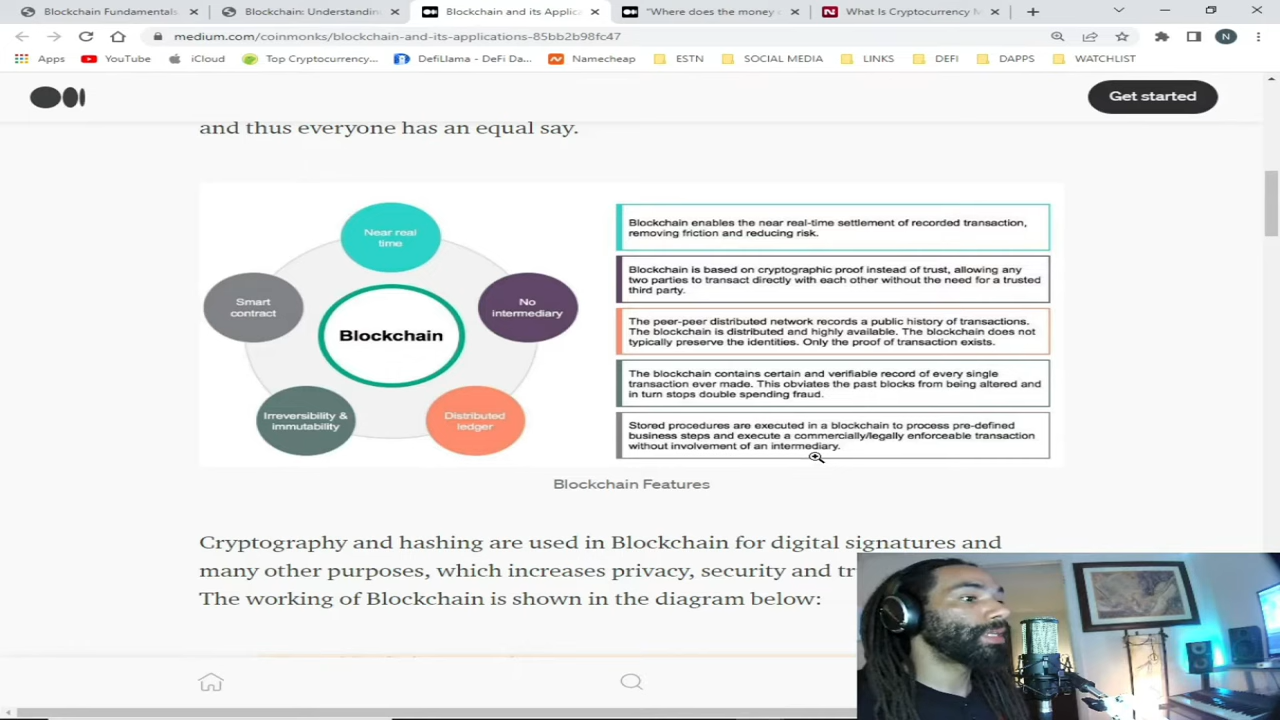 Blockchain Fundamentals
Blockchain: Understandin
Blockchain and its Applica
"Where does the money
What Is Cryptocurrency M
medium.com/coinmonks/blockchain-and-its-applications-85bb2b98fc47
N
Apps
YouTube
iCloud
Top Cryptocurrency...
DefiLlama - DeFi Da...
Namecheap
ESTN
SOCIAL MEDIA
LINKS
DEFI
DAPPS
WATCHLIST
Get started
and thus everyone has an equal say.
Near real
time
Smart
contract
No
intermediary
Blockchain
Irreversibility &
immutability
Distributed
ledger
Blockchain enables the near real-time settlement of recorded transaction,
removing friction and reducing risk.
Blockchain is based on cryptographic proof instead of trust, allowing any
two parties to transact directly with each other without the need for a trusted
third party.
The peer-peer distributed network records a public history of transactions.
The blockchain is distributed and highly available. The blockchain does not
typically preserve the identities. Only the proof of transaction exists.
The blockchain contains certain and verifiable record of every single
transaction ever made. This obviates the past blocks from being altered and
in turn stops double spending fraud.
Stored procedures are executed in a blockchain to process pre-defined
business steps and execute a commercially/legally enforceable transaction
without involvement of an intermediary.
Blockchain Features
Cryptography and hashing are used in Blockchain for digital signatures and
many other purposes, which increases privacy, security and tr
The working of Blockchain is shown in the diagram below: